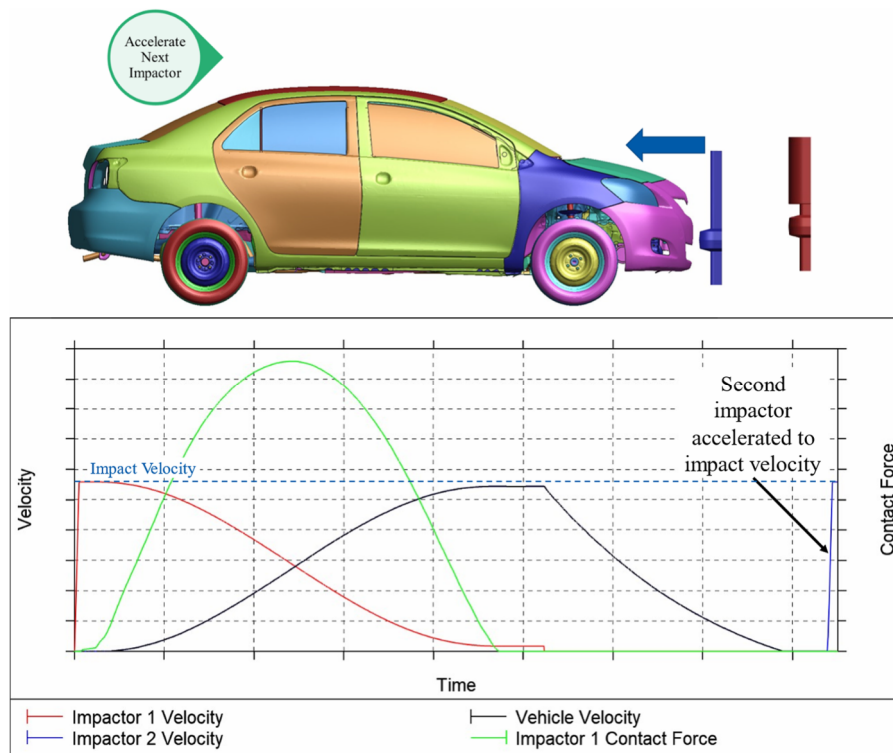 Accelerate
Next
Impactor
Second
impactor
accelerated to
impact velocity
Impact Velocity
Velocity
Contact Force
Time
Impactor 1 Velocity
Vehicle Velocity
Impactor 2 Velocity
Impactor 1 Contact Force